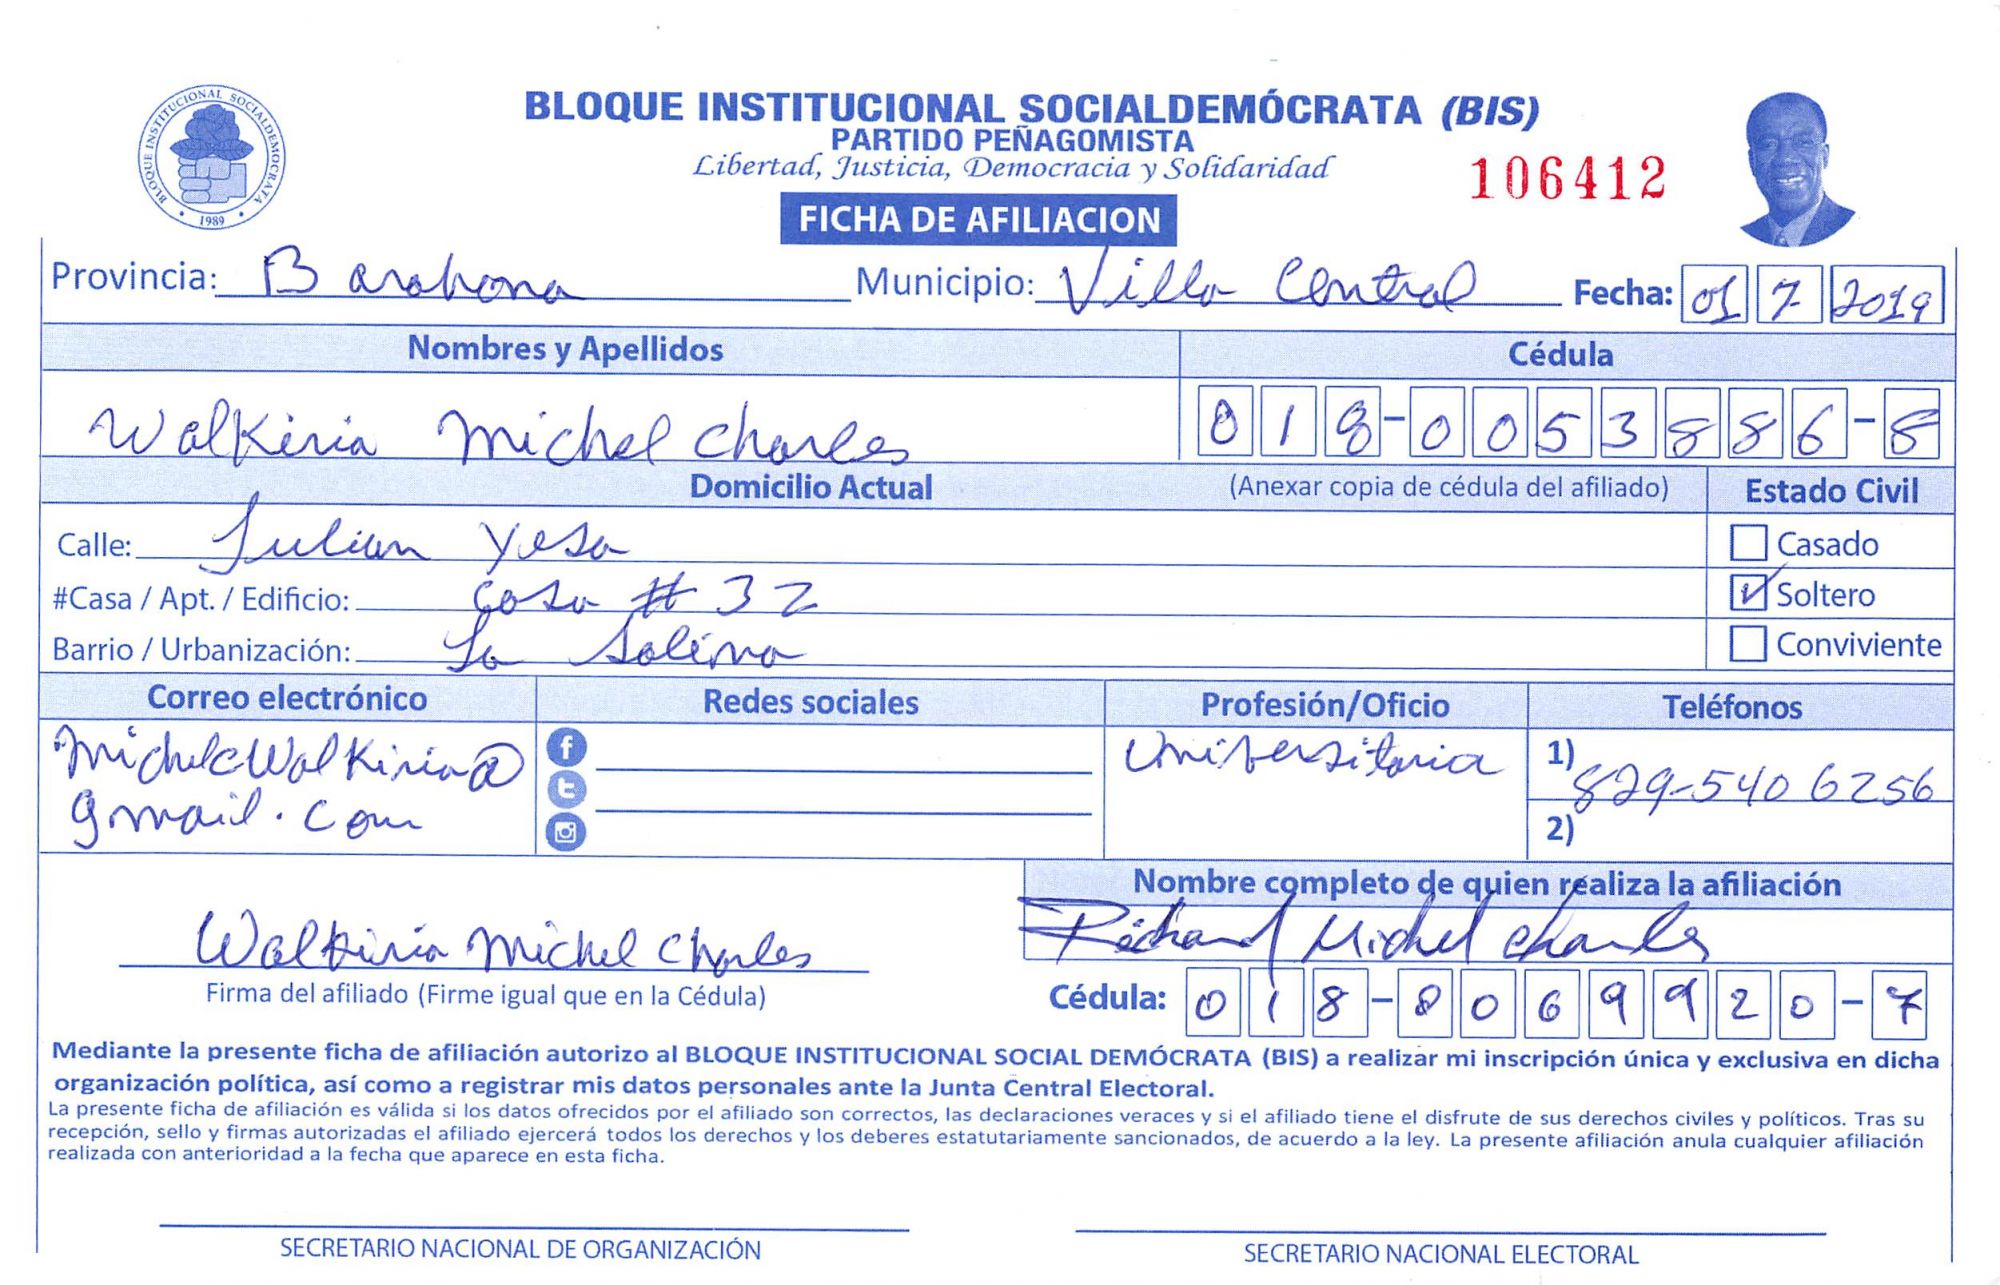 BLOQUE INSTITUCIONAL SOCIALDEMÓCRATA (BIS)
PARTIDO PEÑAGOMISTA
Libertad, Justicia, Democracia y Solidaridad
106412
BLOQUE INSTITUCIONAL SOCIALDEMOCRATA
1989
FICHA DE AFILIACION
Provincia: Barahona Municipio: Villa Central Fecha: 01 7 2019
Nombres y Apellidos Cédula
Walkiria Michel Charles 018-0053886-8
Domicilio Actual (Anexar copia de cédula del afiliado) Estado Civil
Calle: Julian Yesa Casado
#Casa / Apt. / Edificio: Casa # 32 Soltero
Barrio / Urbanización: La Salina Conviviente
Correo electrónico Redes sociales Profesión/Oficio Teléfonos
MichelcWalkiria@ Universitaria 1) 829-540 6256
gmail.com 2)
Nombre completo de quien realiza la afiliación
Walkiria Michel Charles Richard Michel Charles
Firma del afiliado (Firme igual que en la Cédula) Cédula: 018-0069920-7
Mediante la presente ficha de afiliación autorizo al BLOQUE INSTITUCIONAL SOCIAL DEMÓCRATA (BIS) a realizar mi inscripción única y exclusiva en dicha
organización política, así como a registrar mis datos personales ante la Junta Central Electoral.
La presente ficha de afiliación es válida si los datos ofrecidos por el afiliado son correctos, las declaraciones veraces y si el afiliado tiene el disfrute de sus derechos civiles y políticos. Tras su
recepción, sello y firmas autorizadas el afiliado ejercerá todos los derechos y los deberes estatutariamente sancionados, de acuerdo a la ley. La presente afiliación anula cualquier afiliación
realizada con anterioridad a la fecha que aparece en esta ficha.
SECRETARIO NACIONAL DE ORGANIZACIÓN SECRETARIO NACIONAL ELECTORAL